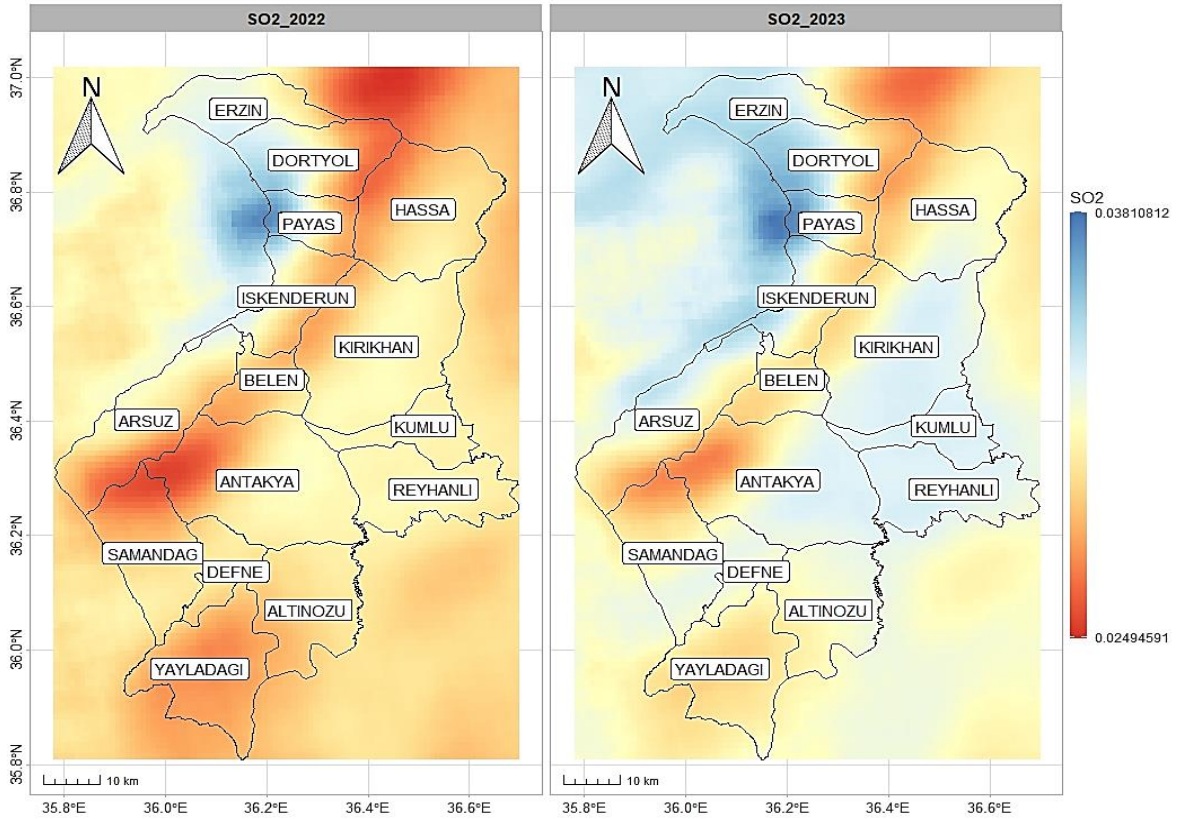 SO2_2022
SO2_2023
37.0°N
36.8°N
36.6°N
36.4°N
36.2°N
36.0°N
35.8°N
N
ERZIN
DORTYOL
PAYAS
HASSA
ISKENDERUN
KIRIKHAN
BELEN
ARSUZ
KUMLU
ANTAKYA
REYHANLI
SAMANDAG
DEFNE
ALTINOZU
YAYLADAGI
10 km
35.8°E
36.0°E
36.2°E
36.4°E
36.6°E
N
ERZIN
DORTYOL
PAYAS
HASSA
ISKENDERUN
KIRIKHAN
BELEN
ARSUZ
KUMLU
ANTAKYA
REYHANLI
SAMANDAG
DEFNE
ALTINOZU
YAYLADAGI
10 km
35.8°E
36.0°E
36.2°E
36.4°E
36.6°E
SO2
0.03810812
0.02494591